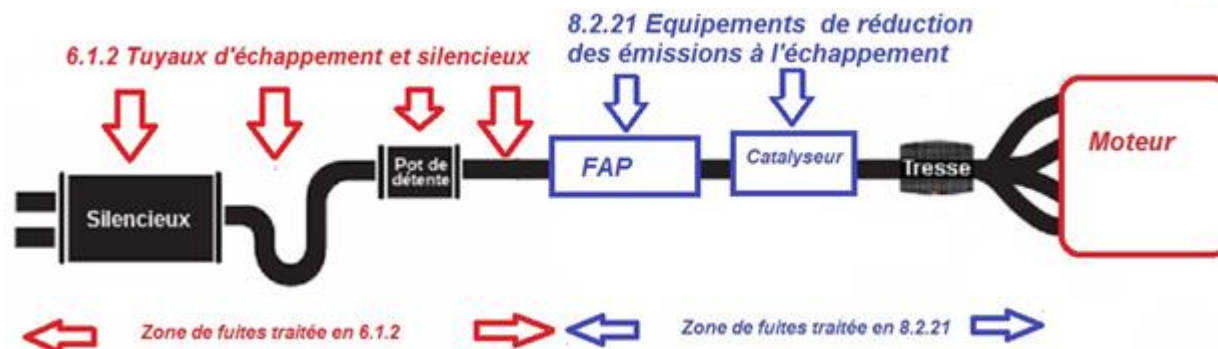 8.2.21 Equipements de réduction
des émissions à l'échappement
6.1.2 Tuyaux d'échappement et silencieux
Silencieux
Pot de
détente
FAP
Catalyseur
Tresse
Moteur
Zone de fuites traitée en 6.1.2
Zone de fuites traitée en 8.2.21